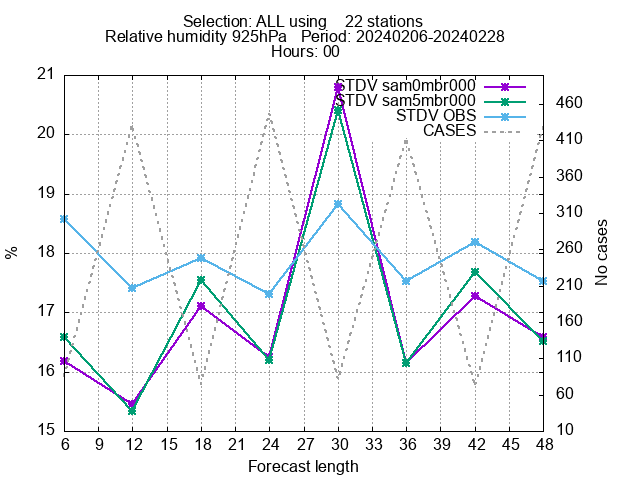 Selection: ALL using 22 stations
Relative humidity 925hPa Period: 20240206-20240228
Hours: 00
STDV sam0mbr000
STDV sam5mbr000
STDV OBS
CASES
21
20
19
18
17
16
15
%
460
410
360
310
260
210
160
110
60
10
No cases
6 9 12 15 18 21 24 27 30 33 36 39 42 45 48
Forecast length